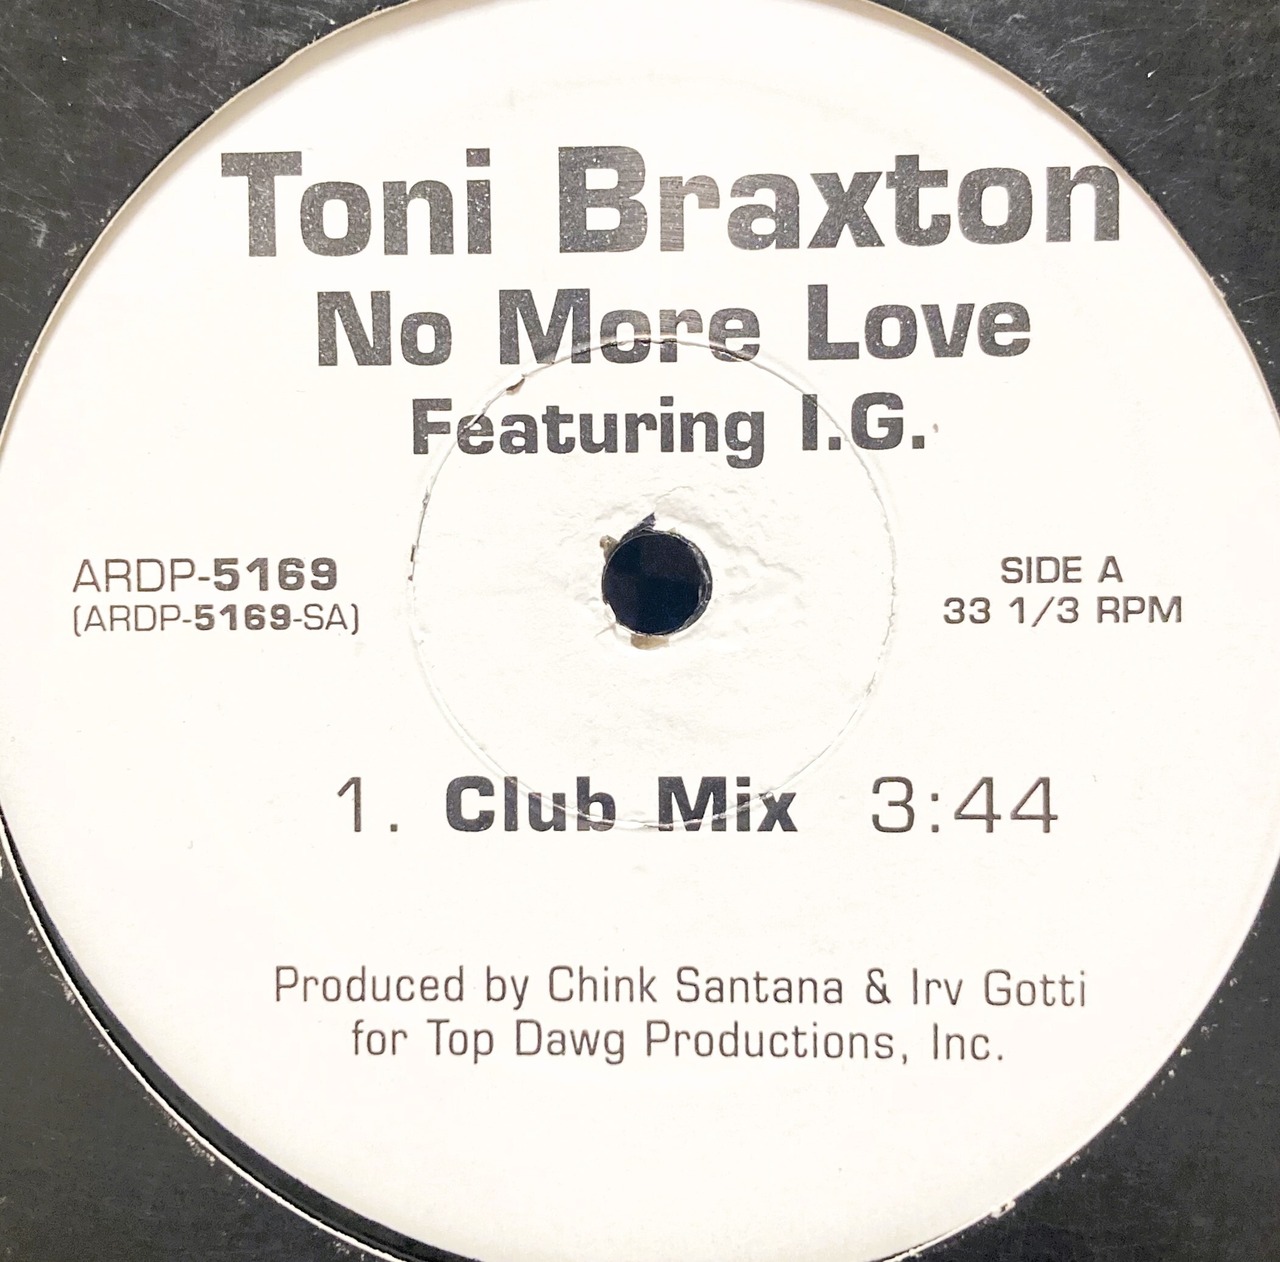 Toni Braxton
No More Love
Featuring I.G.
ARDP-5169
(ARDP-5169-SA)
SIDE A
33 1/3 RPM
1. Club Mix 3:44
Produced by Chink Santana & Irv Gotti
for Top Dawg Productions, Inc.